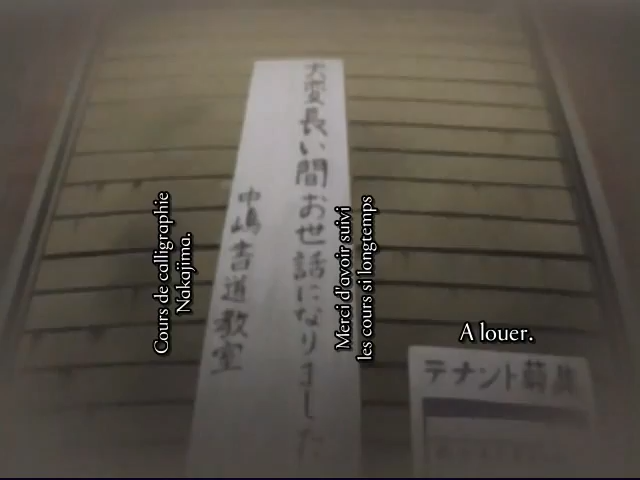 大変長い間お世話になりました
中嶋書道教室
Cours de calligraphie
Nakajima.
Merci d'avoir suivi
les cours si longtemps
A louer.
テナント募集